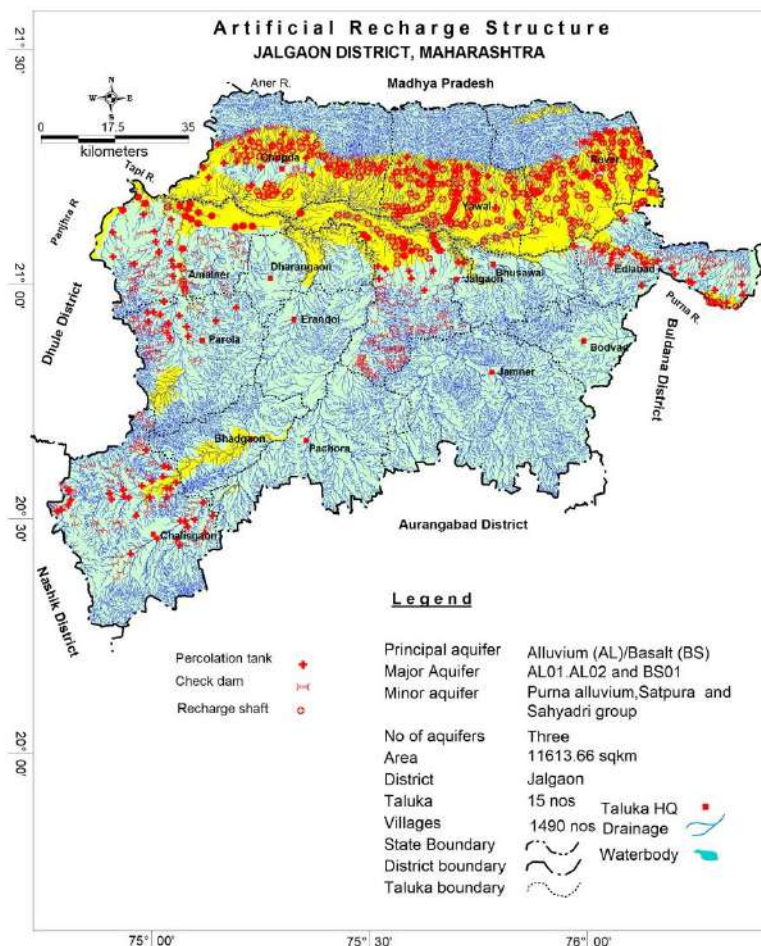 Artificial Recharge Structure
JALGAON DISTRICT, MAHARASHTRA
21° 30'
Aner R.
Madhya Pradesh
N
W E
S
0 17.5 35
kilometers
Chopda
Raver
Tapi R.
Yawal
Panjhra R
21° 00'
Amalner
Dharangaon
Jalgaon
Bhusawal
Edlabad
Purna R.
Dhule District
Erandol
Parola
Bodvad
Buldana District
Jamner
Bhadgaon
Pachora
20° 30'
Chalisgaon
Aurangabad District
Nashik District
Legend
Principal aquifer Alluvium (AL)/Basalt (BS)
Major Aquifer AL01.AL02 and BS01
Minor aquifer Purna alluvium,Satpura and
Sahyadri group
Percolation tank
Check dam
Recharge shaft
No of aquifers Three
Area 11613.66 sqkm
District Jalgaon
Taluka 15 nos
Villages 1490 nos
State Boundary
District boundary
Taluka boundary
Taluka HQ
Drainage
Waterbody
20° 00'
75° 00' 75° 30' 76° 00'